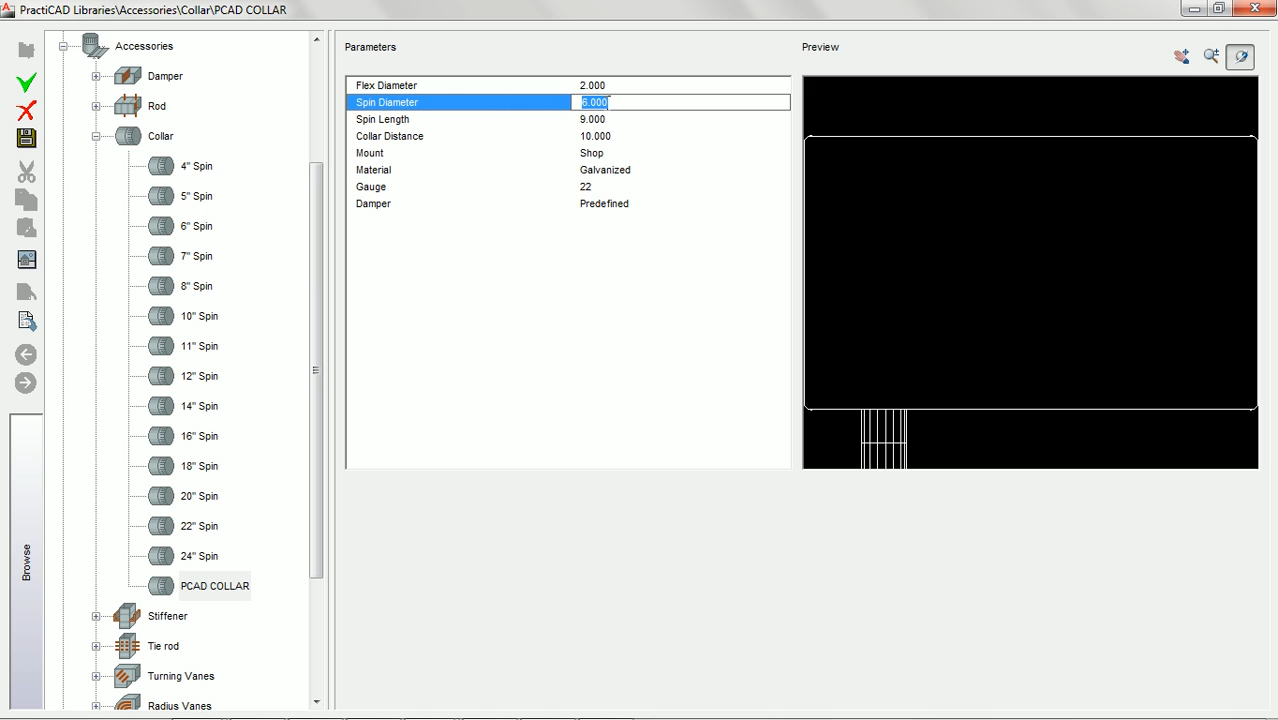 PractiCAD Libraries\Accessories\Collar\PCAD COLLAR
Accessories
Damper
Rod
Collar
4" Spin
5" Spin
6" Spin
7" Spin
8" Spin
10" Spin
11" Spin
12" Spin
14" Spin
16" Spin
18" Spin
20" Spin
22" Spin
24" Spin
PCAD COLLAR
Stiffener
Tie rod
Turning Vanes
Radius Vanes
Browse
Parameters
Flex Diameter 2.000
Spin Diameter 6.000
Spin Length 9.000
Collar Distance 10.000
Mount Shop
Material Galvanized
Gauge 22
Damper Predefined
Preview